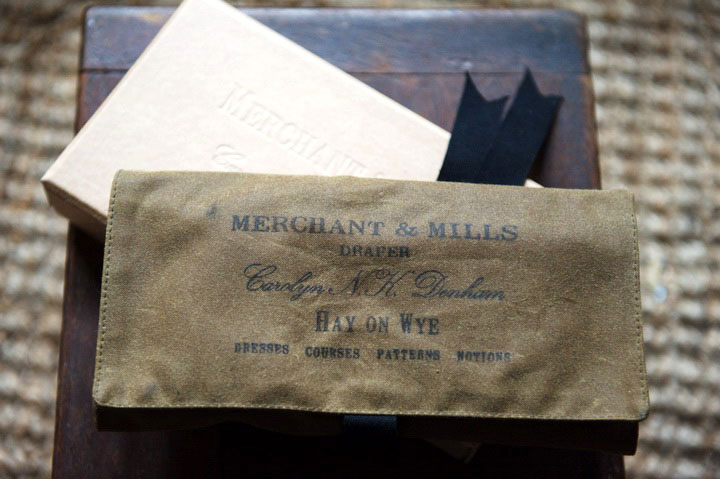 MERCHANT
MERCHANT & MILLS
DRAPER
Carolyn N.K. Denham
HAY ON WYE
DRESSES COURSES PATTERNS NOTIONS